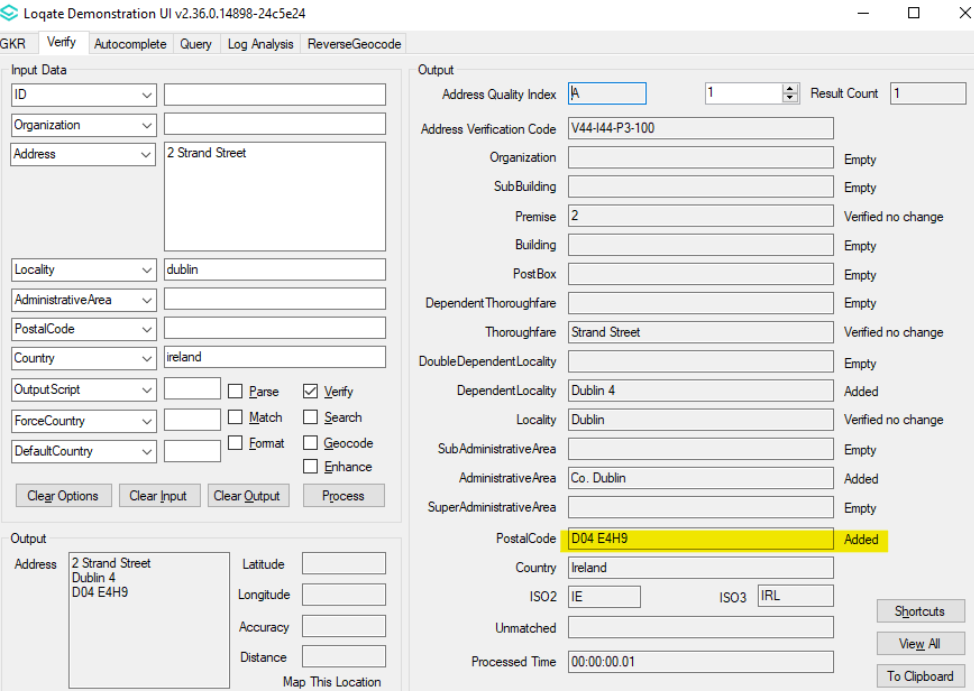 Loqate Demonstration UI v2.36.0.14898-24c5e24
GKR Verify Autocomplete Query Log Analysis ReverseGeocode
Input Data
ID
Organization
Address 2 Strand Street
Locality dublin
AdministrativeArea
PostalCode
Country ireland
OutputScript Parse Verify
ForceCountry Match Search
DefaultCountry Format Geocode
Enhance
Clear Options Clear Input Clear Output Process
Output
Address 2 Strand Street
Dublin 4
D04 E4H9
Latitude
Longitude
Accuracy
Distance
Map This Location
Output
Address Quality Index A 1 Result Count 1
Address Verification Code V44-I44-P3-100
Organization Empty
SubBuilding Empty
Premise 2 Verified no change
Building Empty
PostBox Empty
DependentThoroughfare Empty
Thoroughfare Strand Street Verified no change
DoubleDependentLocality Empty
DependentLocality Dublin 4 Added
Locality Dublin Verified no change
SubAdministrativeArea Empty
AdministrativeArea Co. Dublin Added
SuperAdministrativeArea Empty
PostalCode D04 E4H9 Added
Country Ireland
ISO2 IE ISO3 IRL
Unmatched
Processed Time 00:00:00.01
Shortcuts
View All
To Clipboard